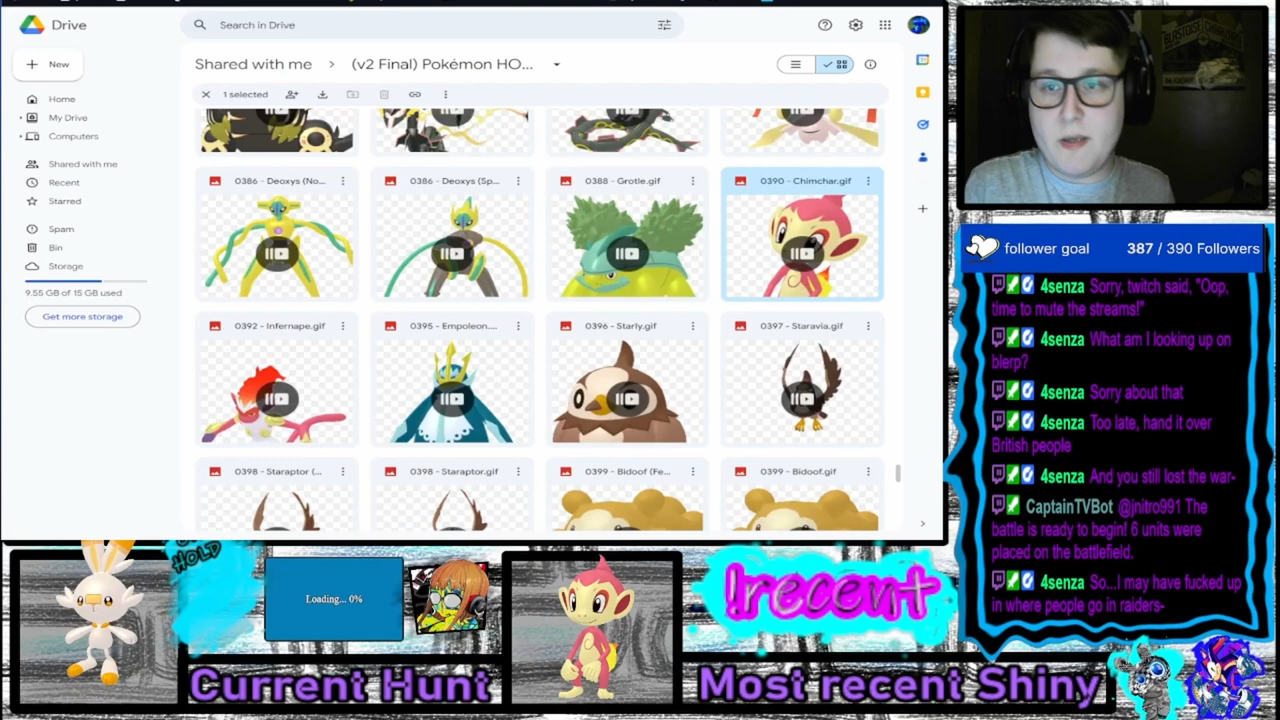 Drive
Search in Drive
New
Shared with me
(v2 Final) Pokémon HO...
1 selected
Home
My Drive
Computers
Shared with me
Recent
Starred
Spam
Bin
Storage
9.55 GB of 15 GB used
Get more storage
0386 - Deoxys (No...
0386 - Deoxys (Sp...
0388 - Grotle.gif
0390 - Chimchar.gif
0392 - Infernape.gif
0395 - Empoleon....
0396 - Starly.gif
0397 - Staravia.gif
0398 - Staraptor (...
0398 - Staraptor.gif
0399 - Bidoof (Fe...
0399 - Bidoof.gif
follower goal
387 / 390 Followers
4senza Sorry, twitch said, "Oop,
time to mute the streams!"
4senza What am I looking up on
blerp?
4senza Sorry about that
4senza Too late, hand it over
British people
4senza And you still lost the war-
CaptainTVBot @jnitro991 The
battle is ready to begin! 6 units were
placed on the battlefield.
4senza So...I may have fucked up
in where people go in raiders-
HOLD
Loading... 0%
!recent
Current Hunt
Most recent Shiny